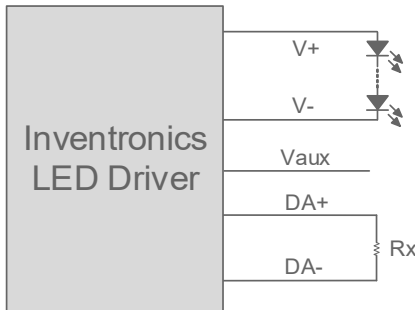 Inventronics
LED Driver
V+
V-
Vaux
DA+
DA-
Rx